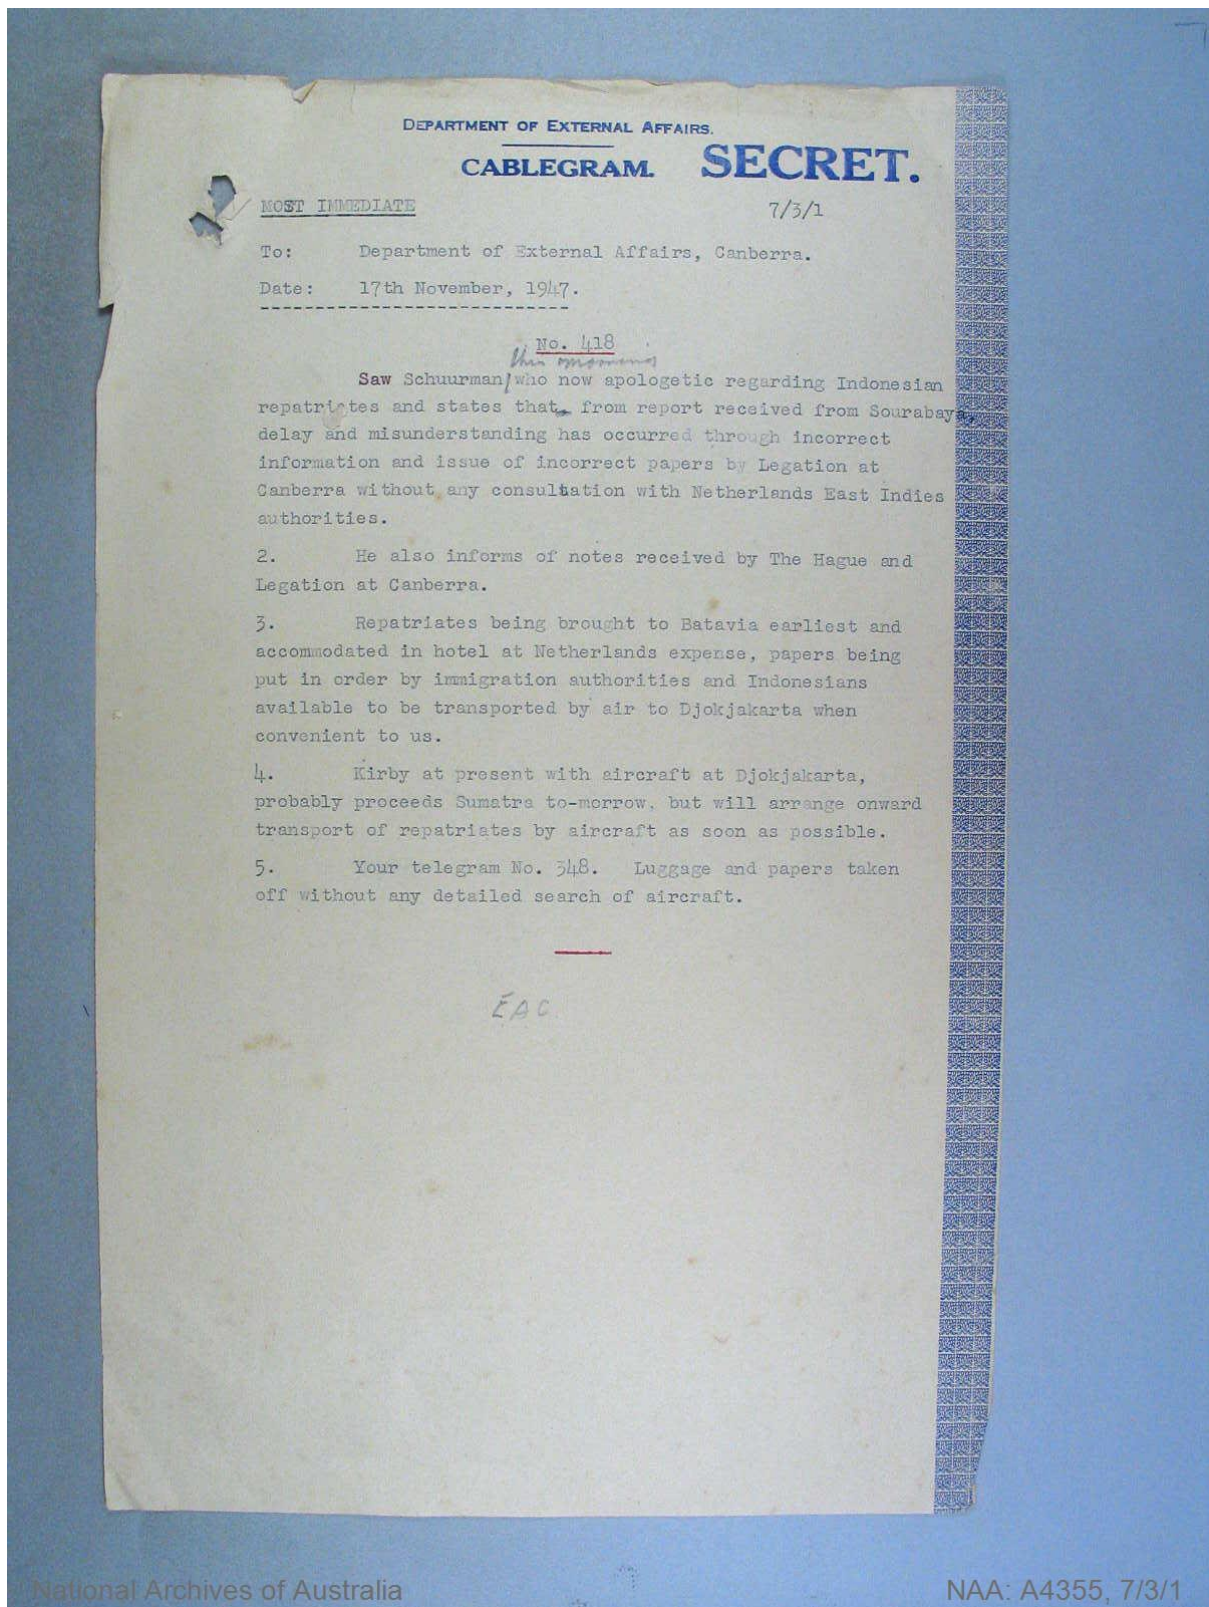 DEPARTMENT OF EXTERNAL AFFAIRS.
CABLEGRAM. SECRET.
MOST IMMEDIATE 7/3/1
To: Department of External Affairs, Canberra.
Date: 17th November, 1947.
No. 418
this morning
Saw Schuurman/who now apologetic regarding Indonesian
repatriates and states that from report received from Sourabaya,
delay and misunderstanding has occurred through incorrect
information and issue of incorrect papers by Legation at
Canberra without any consultation with Netherlands East Indies
authorities.
2. He also informs of notes received by The Hague and
Legation at Canberra.
3. Repatriates being brought to Batavia earliest and
accommodated in hotel at Netherlands expense, papers being
put in order by immigration authorities and Indonesians
available to be transported by air to Djokjakarta when
convenient to us.
4. Kirby at present with aircraft at Djokjakarta,
probably proceeds Sumatra to-morrow, but will arrange onward
transport of repatriates by aircraft as soon as possible.
5. Your telegram No. 348. Luggage and papers taken
off without any detailed search of aircraft.
EAC
National Archives of Australia NAA: A4355, 7/3/1